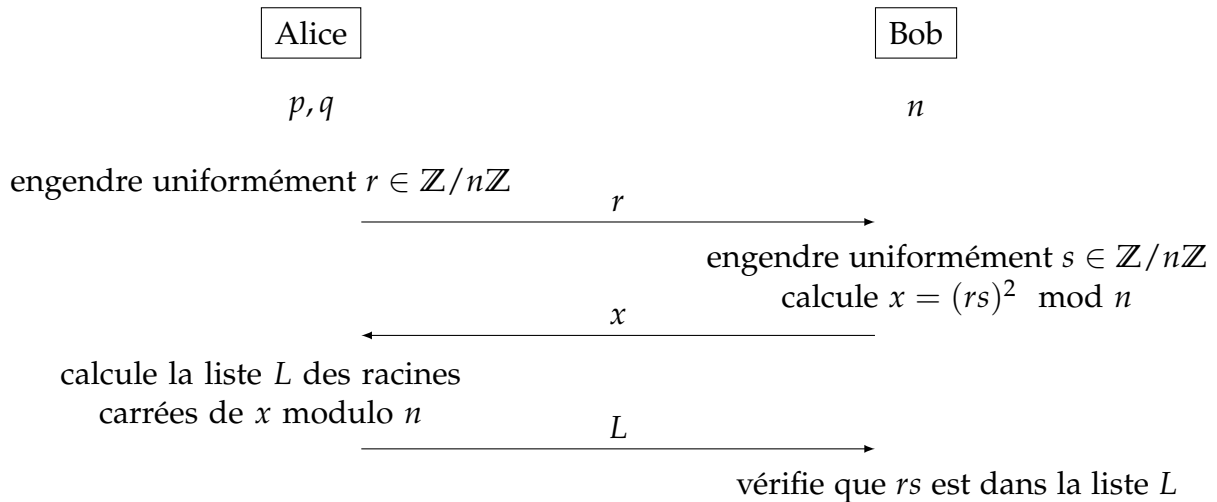 Alice
Bob
p, q
n
engendre uniformément r ∈ ℤ/nℤ
r
engendre uniformément s ∈ ℤ/nℤ
calcule x = (rs)² mod n
x
calcule la liste L des racines
carrées de x modulo n
L
vérifie que rs est dans la liste L